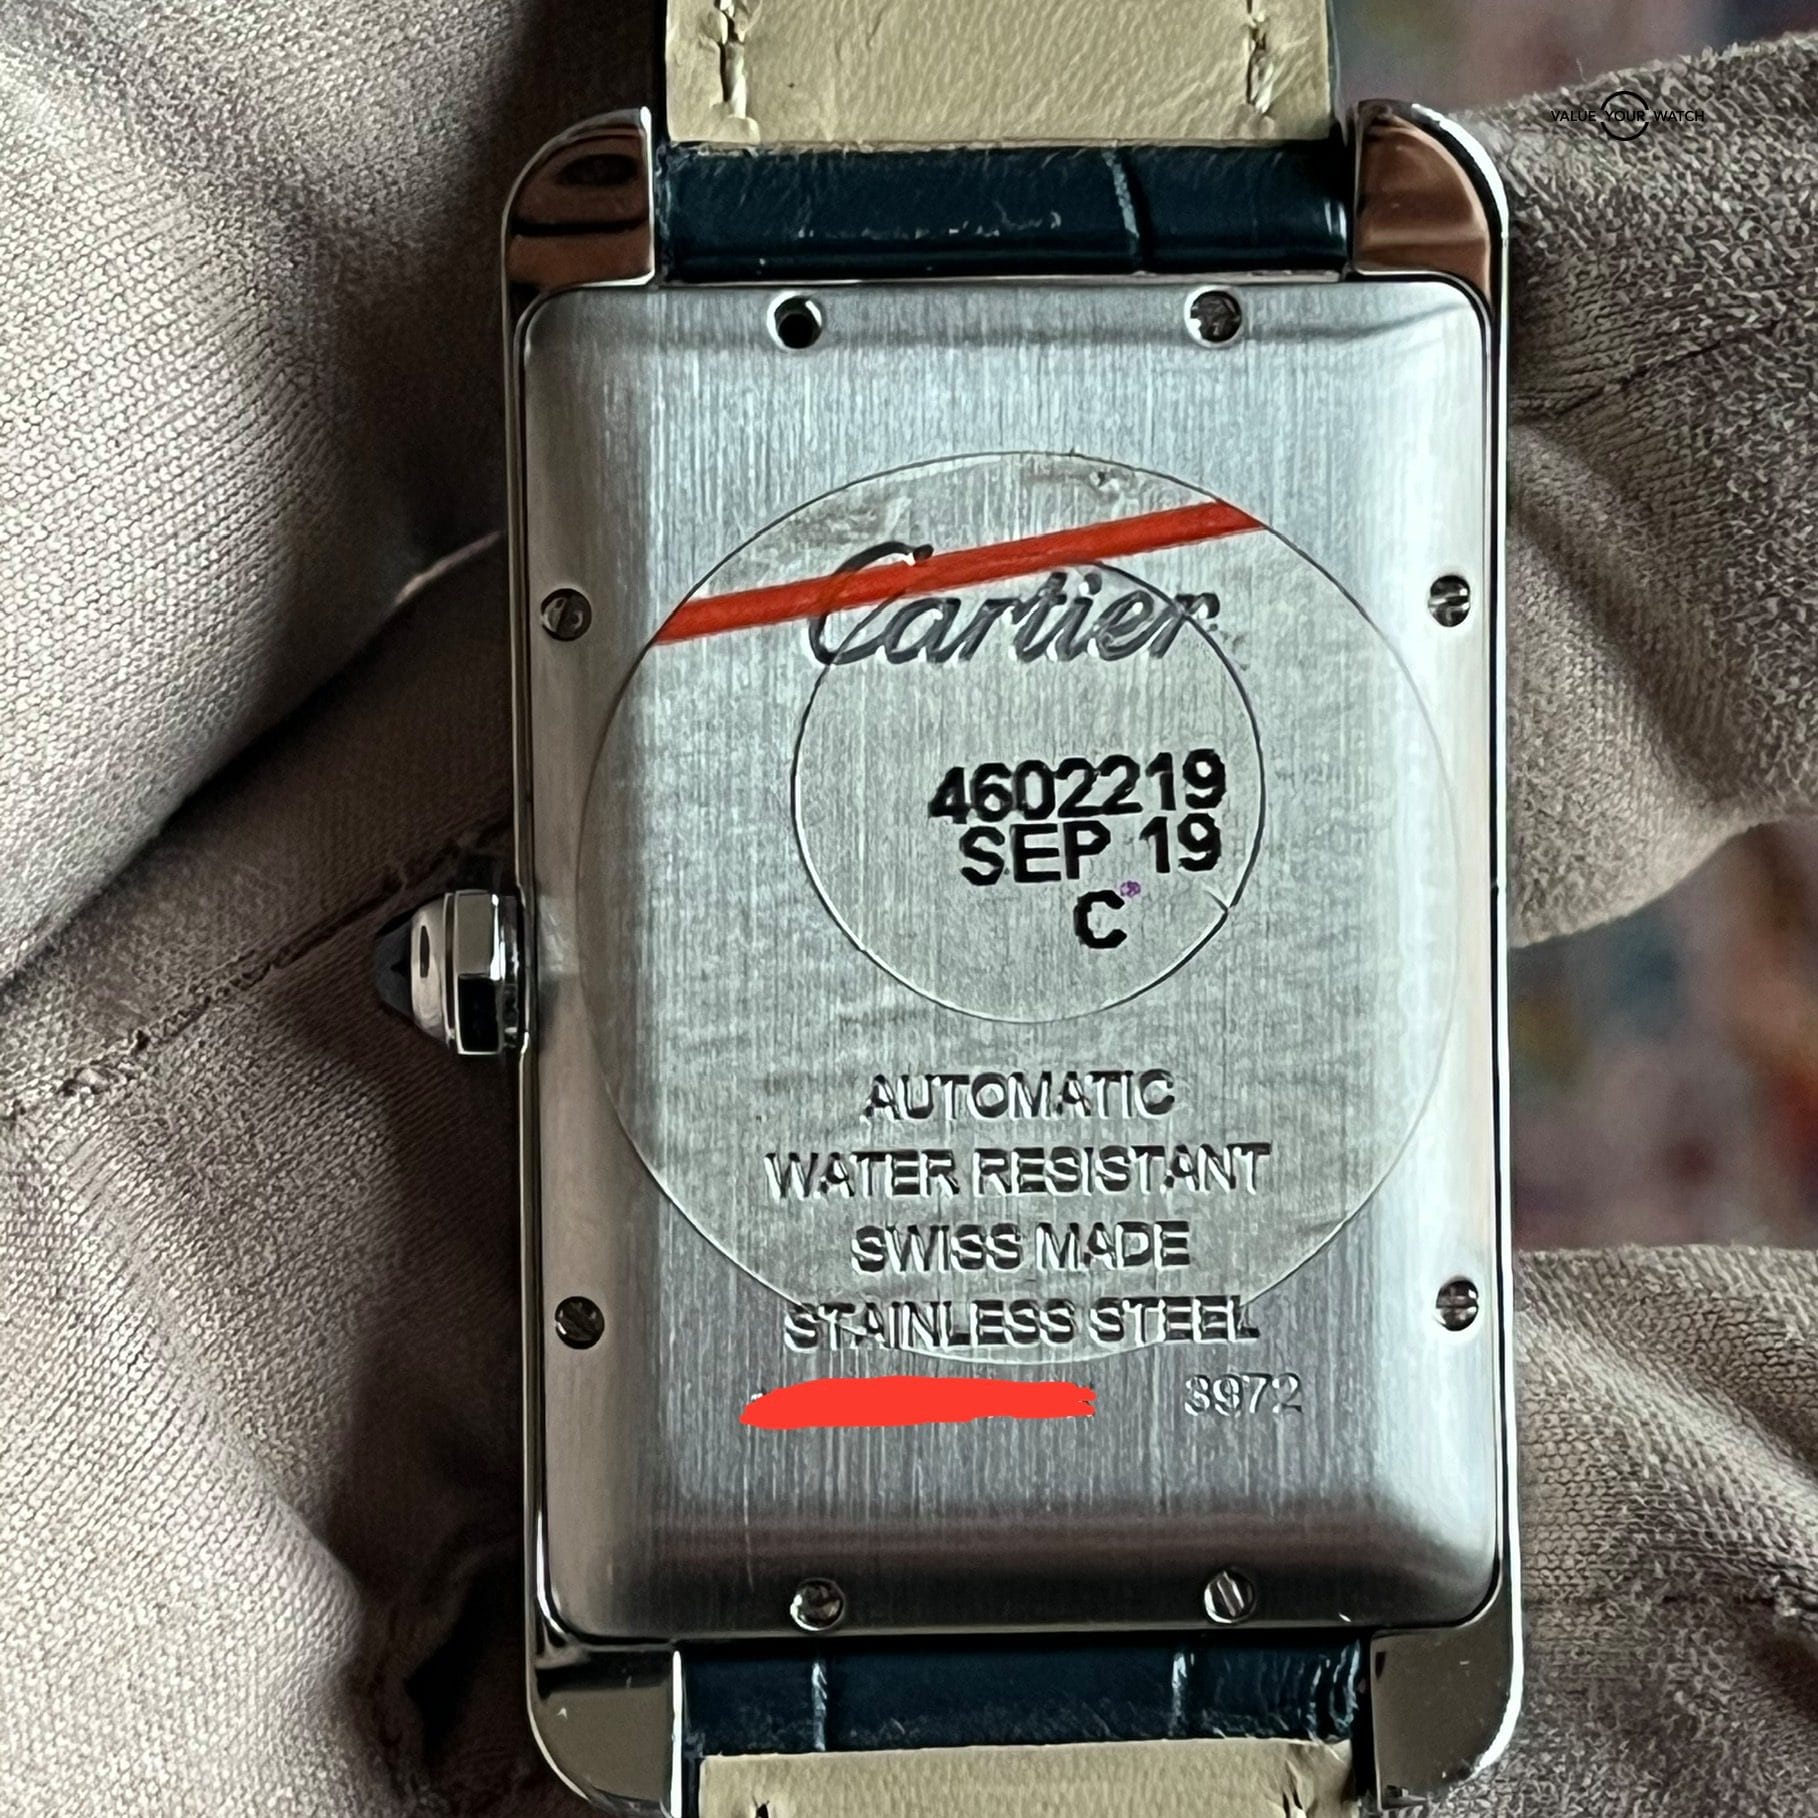 VALUE YOUR WATCH
Cartier
4602219
SEP 19
C
AUTOMATIC
WATER RESISTANT
SWISS MADE
STAINLESS STEEL
3972